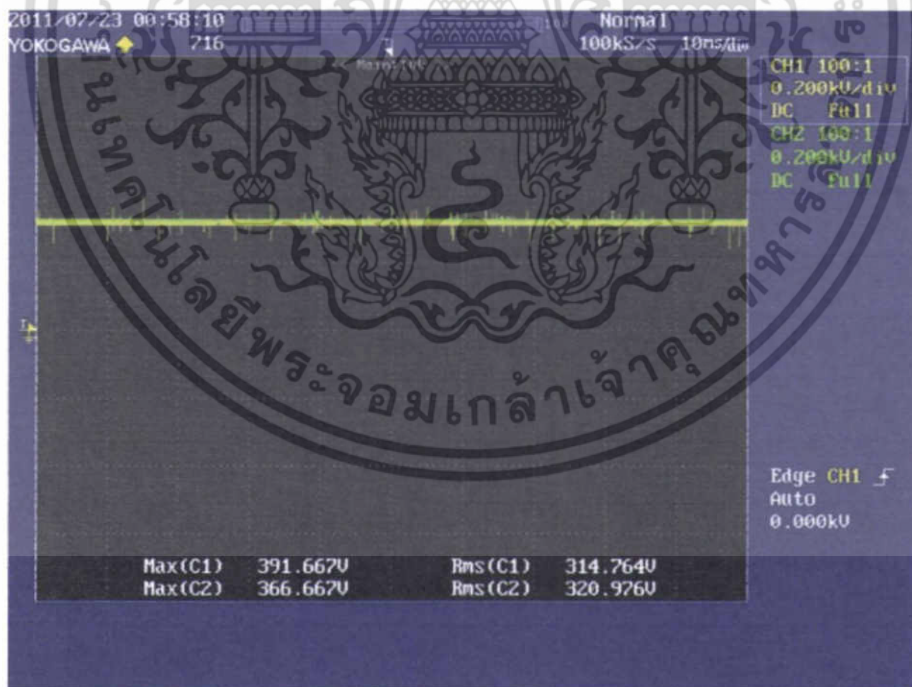 2011/07/23 00:58:10
Normal
YOKOGAWA 716
100kS/s 10ms/div
CH1 100:1
0.200kV/div
DC Full
CH2 100:1
0.200kV/div
DC Full
นเทคโนโลยีพระจอมเกล้าเจ้าคุณทหาร
Edge CH1
Auto
0.000kV
Max(C1) 391.667V Rms(C1) 314.764V
Max(C2) 366.667V Rms(C2) 320.976V